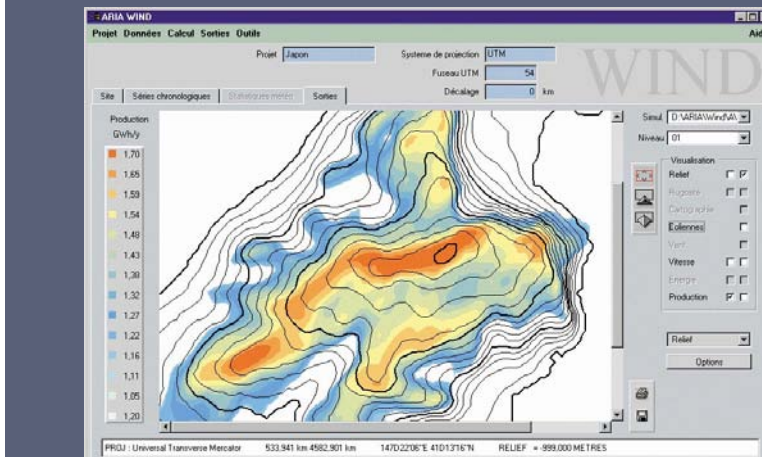 ARIA WIND
Projet Données Calcul Sorties Outils
Projet Japon Systeme de projection UTM
Fuseau UTM 54
Décalage 0 km
WIND
Site Séries chronologiques Statistiques météo Sorties
Production
GWh/y
1,70
1,65
1,59
1,54
1,48
1,43
1,38
1,32
1,27
1,22
1,16
1,11
1,05
1,20
Simul
Niveau 01
Visualisation
Relief
Rugosité
Cartographie
Eoliennes
Vent
Vitesse
Energie
Production
Relief
Options
PROJ : Universal Transverse Mercator 533,941 km 4582,901 km 147D22'06"E 41D13'16"N RELIEF = -999,000 METRES